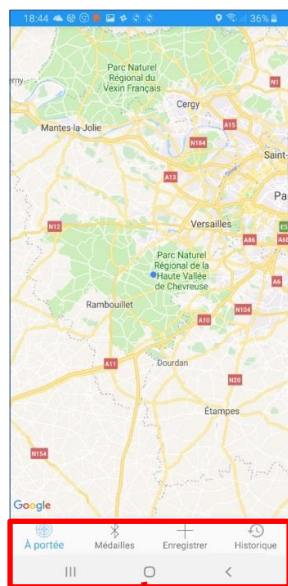 18:44
36%
Parc Naturel
Régional du
Vexin Français
N1
Cergy
A15
Mantes-la-Jolie
N184
Saint-
A13
Pa
N12
Versailles
A86
A6
Parc Naturel
Régional de la
Haute Vallée
de Chevreuse
Rambouillet
N104
A10
A11
Dourdan
N20
Étampes
N154
Google
À portée
Médailles
Enregistrer
Historique